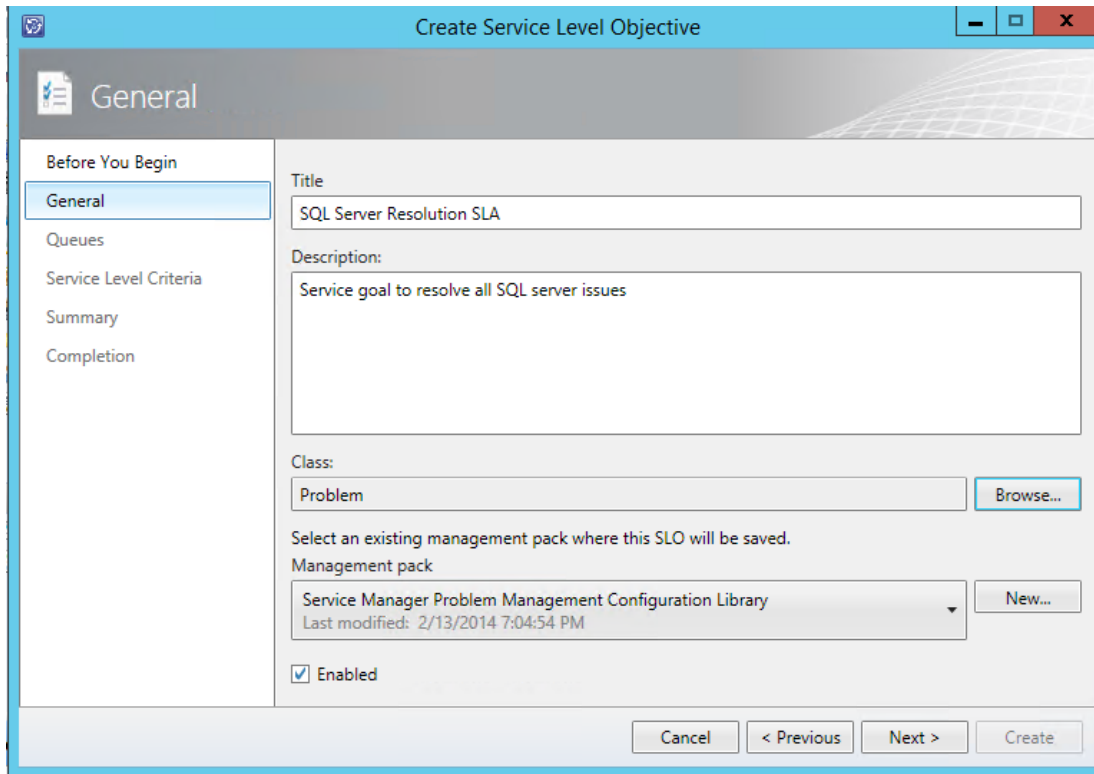 Create Service Level Objective
General
Before You Begin
General
Queues
Service Level Criteria
Summary
Completion
Title
SQL Server Resolution SLA
Description:
Service goal to resolve all SQL server issues
Class:
Problem
Browse...
Select an existing management pack where this SLO will be saved.
Management pack
Service Manager Problem Management Configuration Library
Last modified: 2/13/2014 7:04:54 PM
New...
Enabled
Cancel
< Previous
Next >
Create